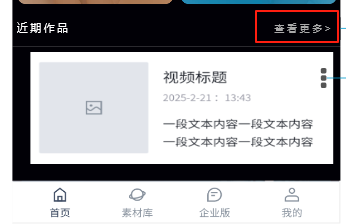 近期作品
查看更多>
视频标题
2025-2-21 : 13:43
一段文本内容一段文本内容
一段文本内容一段文本内容
首页
素材库
企业版
我的